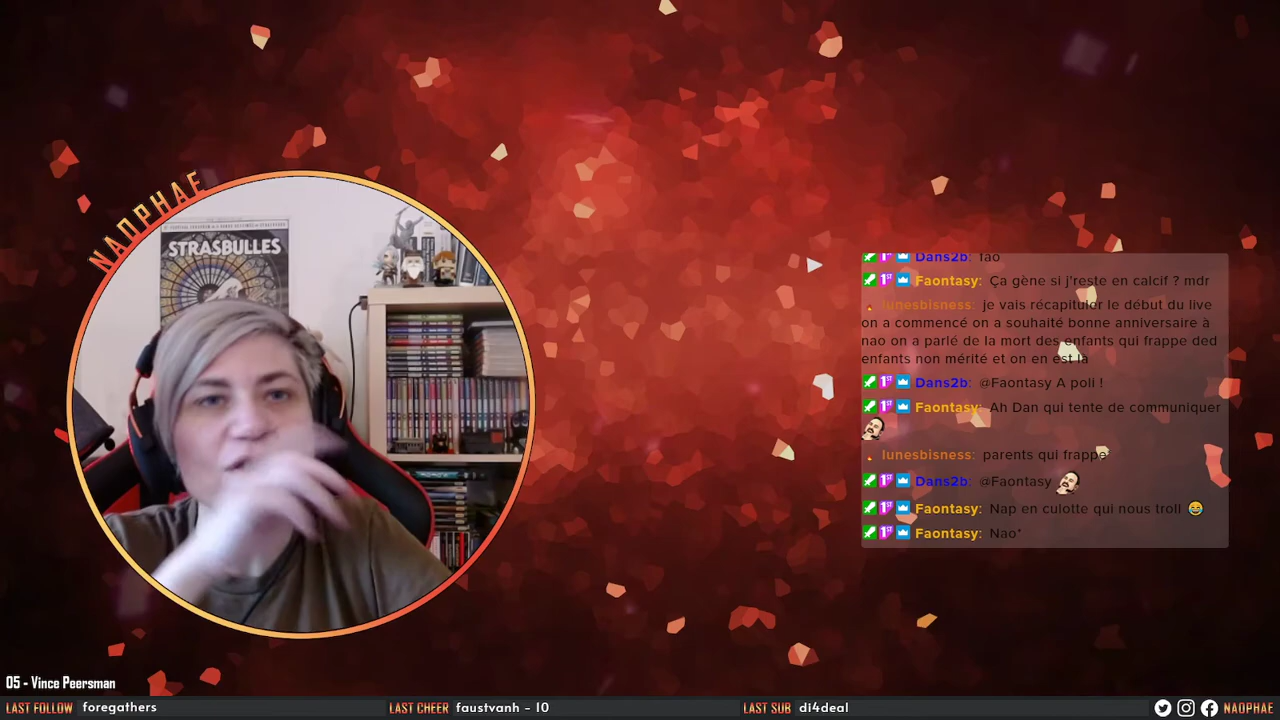 NAOPHAE
STRASBULLES
Dans2b: fao
Faontasy: Ça gène si j'reste en calcif ? mdr
lunesbisness: je vais récapituler le début du live
on a commencé on a souhaité bonne anniversaire à
nao on a parlé de la mort des enfants qui frappe ded
enfants non mérité et on en est la
Dans2b: @Faontasy A poli !
Faontasy: Ah Dan qui tente de communiquer
lunesbisness: parents qui frappe
Dans2b: @Faontasy
Faontasy: Nap en culotte qui nous troll 😂
Faontasy: Nao*
05 - Vince Peersman
LAST FOLLOW foregathers
LAST CHEER faustvanh - 10
LAST SUB di4deal
NAOPHAE